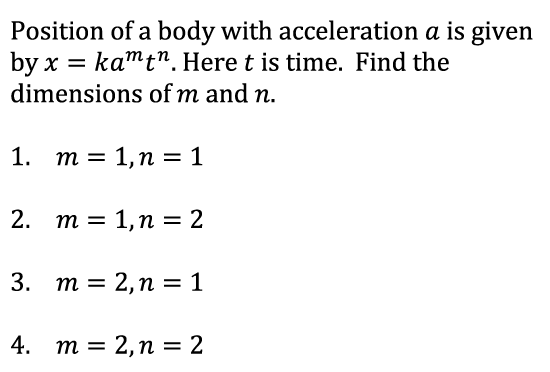 Position of a body with acceleration a is given
by x = kaᵐtⁿ. Here t is time. Find the
dimensions of m and n.
1. m = 1, n = 1
2. m = 1, n = 2
3. m = 2, n = 1
4. m = 2, n = 2